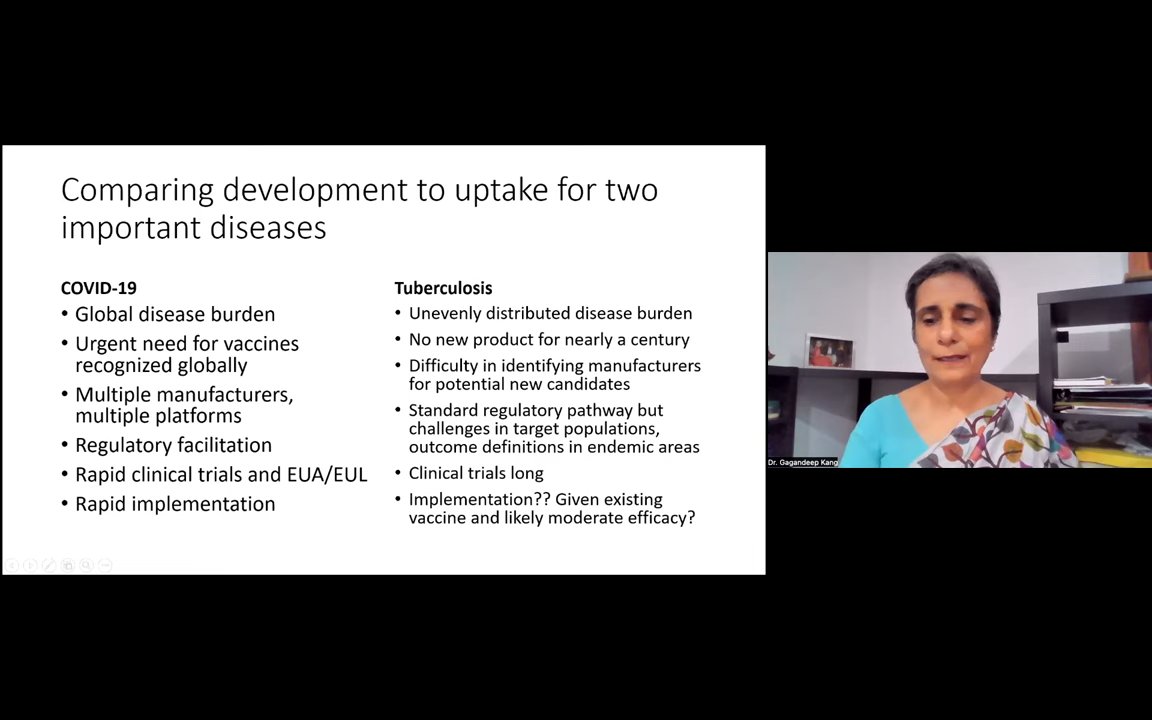 Comparing development to uptake for two
important diseases
COVID-19
• Global disease burden
• Urgent need for vaccines
recognized globally
• Multiple manufacturers,
multiple platforms
• Regulatory facilitation
• Rapid clinical trials and EUA/EUL
• Rapid implementation
Tuberculosis
• Unevenly distributed disease burden
• No new product for nearly a century
• Difficulty in identifying manufacturers
for potential new candidates
• Standard regulatory pathway but
challenges in target populations,
outcome definitions in endemic areas
• Clinical trials long
• Implementation?? Given existing
vaccine and likely moderate efficacy?
Dr. Gagandeep Kang